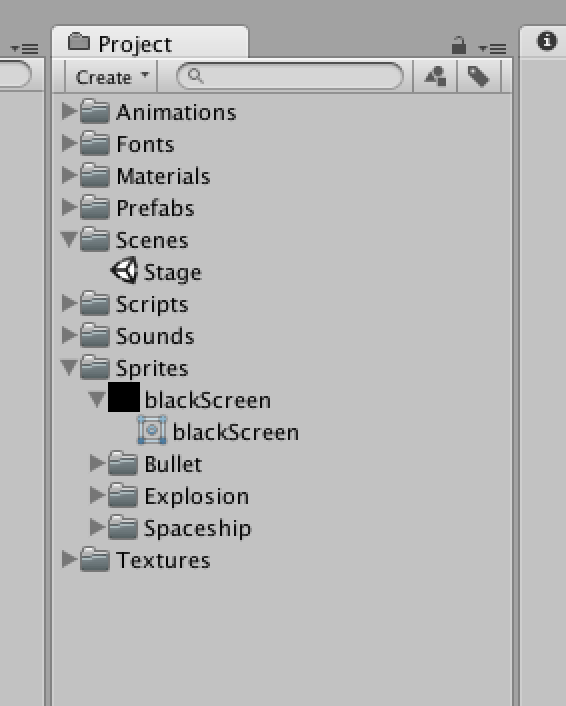 Project
Create
Animations
Fonts
Materials
Prefabs
Scenes
Stage
Scripts
Sounds
Sprites
blackScreen
blackScreen
Bullet
Explosion
Spaceship
Textures